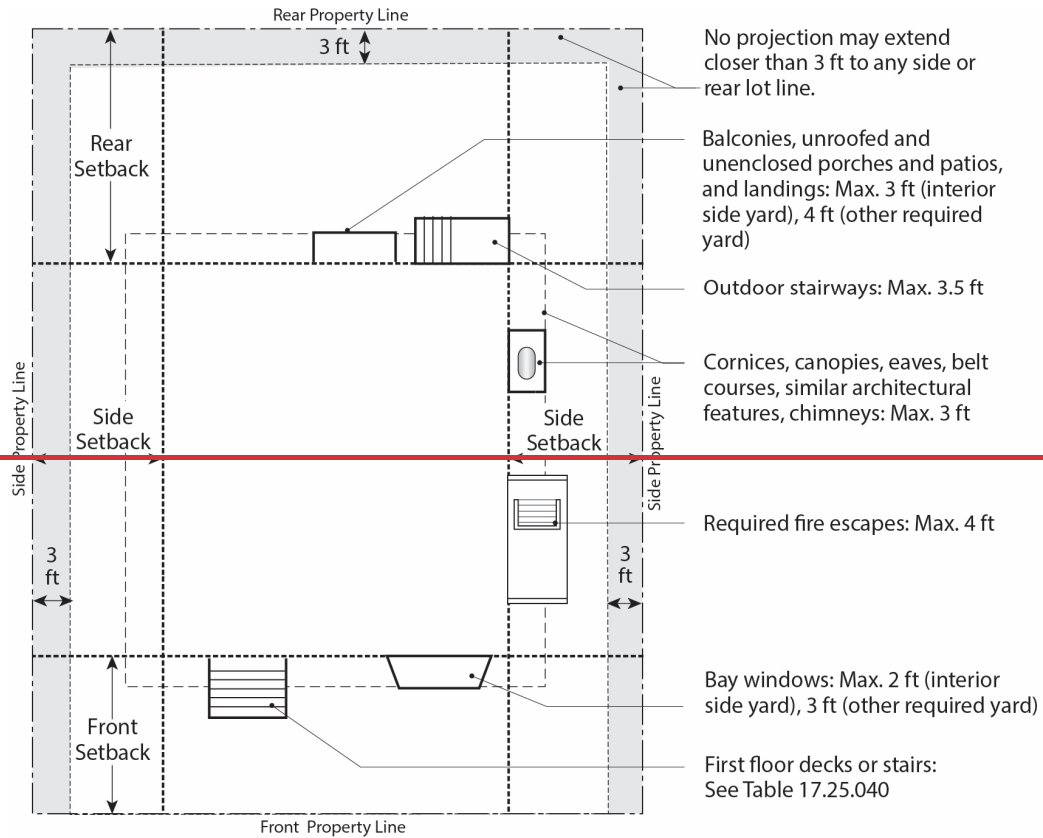 Rear Property Line
3 ft
No projection may extend
closer than 3 ft to any side or
rear lot line.
Rear
Setback
Balconies, unroofed and
unenclosed porches and patios,
and landings: Max. 3 ft (interior
side yard), 4 ft (other required
yard)
Outdoor stairways: Max. 3.5 ft
Cornices, canopies, eaves, belt
courses, similar architectural
features, chimneys: Max. 3 ft
Side Property Line
Side
Setback
Side
Setback
Side Property Line
Required fire escapes: Max. 4 ft
3
ft
3
ft
Bay windows: Max. 2 ft (interior
side yard), 3 ft (other required yard)
Front
Setback
First floor decks or stairs:
See Table 17.25.040
Front Property Line